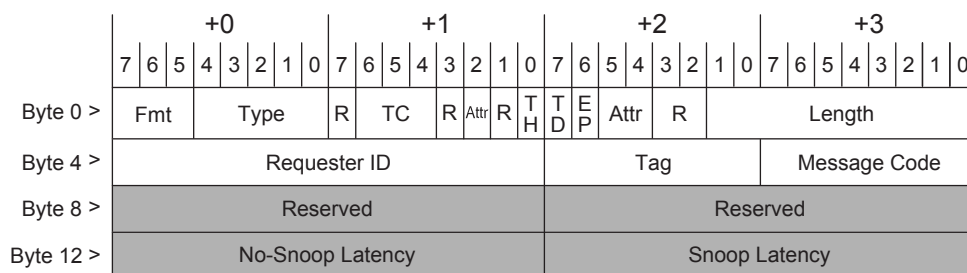 +0 +1 +2 +3
7 6 5 4 3 2 1 0 7 6 5 4 3 2 1 0 7 6 5 4 3 2 1 0 7 6 5 4 3 2 1 0
Byte 0 > Fmt Type R TC R Attr R TH TD EP Attr R Length
Byte 4 > Requester ID Tag Message Code
Byte 8 > Reserved Reserved
Byte 12 > No-Snoop Latency Snoop Latency